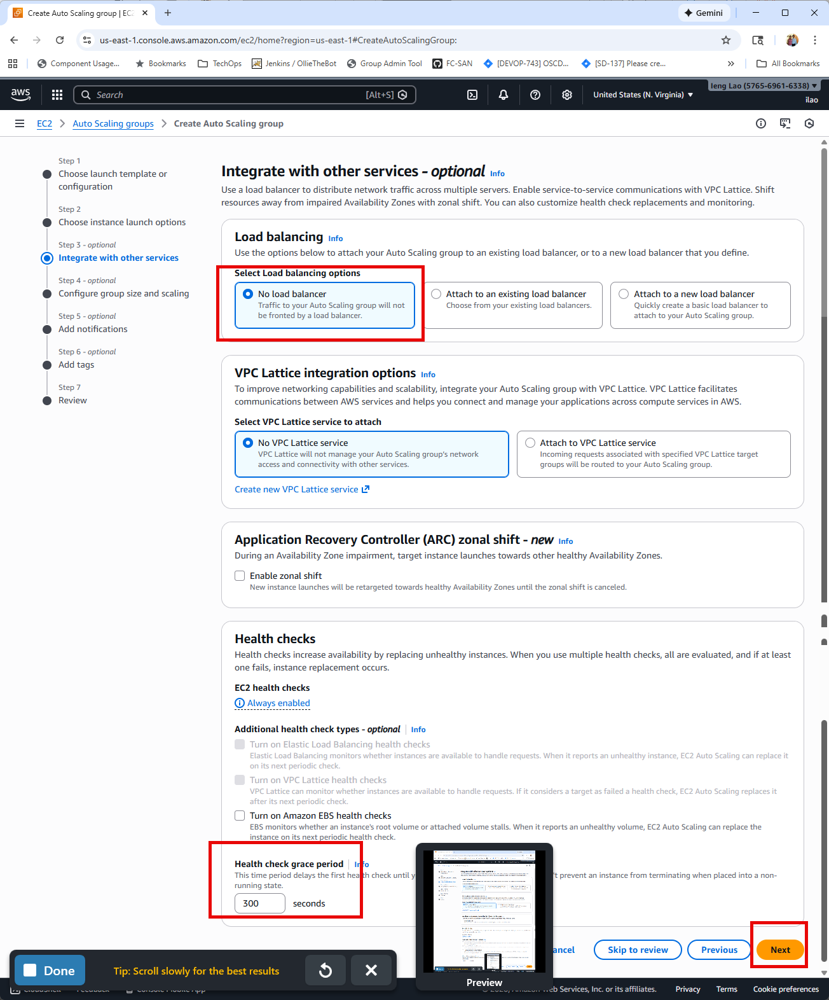 Create Auto Scaling group | EC2
Gemini
us-east-1.console.aws.amazon.com/ec2/home?region=us-east-1#CreateAutoScalingGroup:
Component Usage...
Bookmarks
TechOps
Jenkins / OllieTheBot
Group Admin Tool
FC-SAN
[DEVOP-743] OSCD...
[SD-137] Please cre...
All Bookmarks
aws
Search
[Alt+S]
United States (N. Virginia)
Ieng Lao (5765-6961-6338)
ilao
EC2
Auto Scaling groups
Create Auto Scaling group
Step 1
Choose launch template or
configuration
Step 2
Choose instance launch options
Step 3 - optional
Integrate with other services
Step 4 - optional
Configure group size and scaling
Step 5 - optional
Add notifications
Step 6 - optional
Add tags
Step 7
Review
Integrate with other services - optional Info
Use a load balancer to distribute network traffic across multiple servers. Enable service-to-service communications with VPC Lattice. Shift
resources away from impaired Availability Zones with zonal shift. You can also customize health check replacements and monitoring.
Load balancing Info
Use the options below to attach your Auto Scaling group to an existing load balancer, or to a new load balancer that you define.
Select Load balancing options
No load balancer
Traffic to your Auto Scaling group will not
be fronted by a load balancer.
Attach to an existing load balancer
Choose from your existing load balancers.
Attach to a new load balancer
Quickly create a basic load balancer to
attach to your Auto Scaling group.
VPC Lattice integration options Info
To improve networking capabilities and scalability, integrate your Auto Scaling group with VPC Lattice. VPC Lattice facilitates
communications between AWS services and helps you connect and manage your applications across compute services in AWS.
Select VPC Lattice service to attach
No VPC Lattice service
VPC Lattice will not manage your Auto Scaling group's network
access and connectivity with other services.
Attach to VPC Lattice service
Incoming requests associated with specified VPC Lattice target
groups will be routed to your Auto Scaling group.
Create new VPC Lattice service
Application Recovery Controller (ARC) zonal shift - new Info
During an Availability Zone impairment, target instance launches towards other healthy Availability Zones.
Enable zonal shift
New instance launches will be retargeted towards healthy Availability Zones until the zonal shift is canceled.
Health checks
Health checks increase availability by replacing unhealthy instances. When you use multiple health checks, all are evaluated, and if at least
one fails, instance replacement occurs.
EC2 health checks
Always enabled
Additional health check types - optional Info
Turn on Elastic Load Balancing health checks
Elastic Load Balancing monitors whether instances are available to handle requests. When it reports an unhealthy instance, EC2 Auto Scaling can replace it
on its next periodic check.
Turn on VPC Lattice health checks
VPC Lattice can monitor whether instances are available to handle requests. If it considers a target as failed a health check, EC2 Auto Scaling replaces it
after its next periodic check.
Turn on Amazon EBS health checks
EBS monitors whether an instance's root volume or attached volume stalls. When it reports an unhealthy volume, EC2 Auto Scaling can replace the
instance on its next periodic health check.
Health check grace period Info
This time period delays the first health check until y 't prevent an instance from terminating when placed into a non-
running state.
300 seconds
ancel
Skip to review
Previous
Next
Done
Tip: Scroll slowly for the best results
Preview
CloudShell Feedback Console Mobile App
Web Services, Inc. or its affiliates.
Privacy
Terms
Cookie preferences